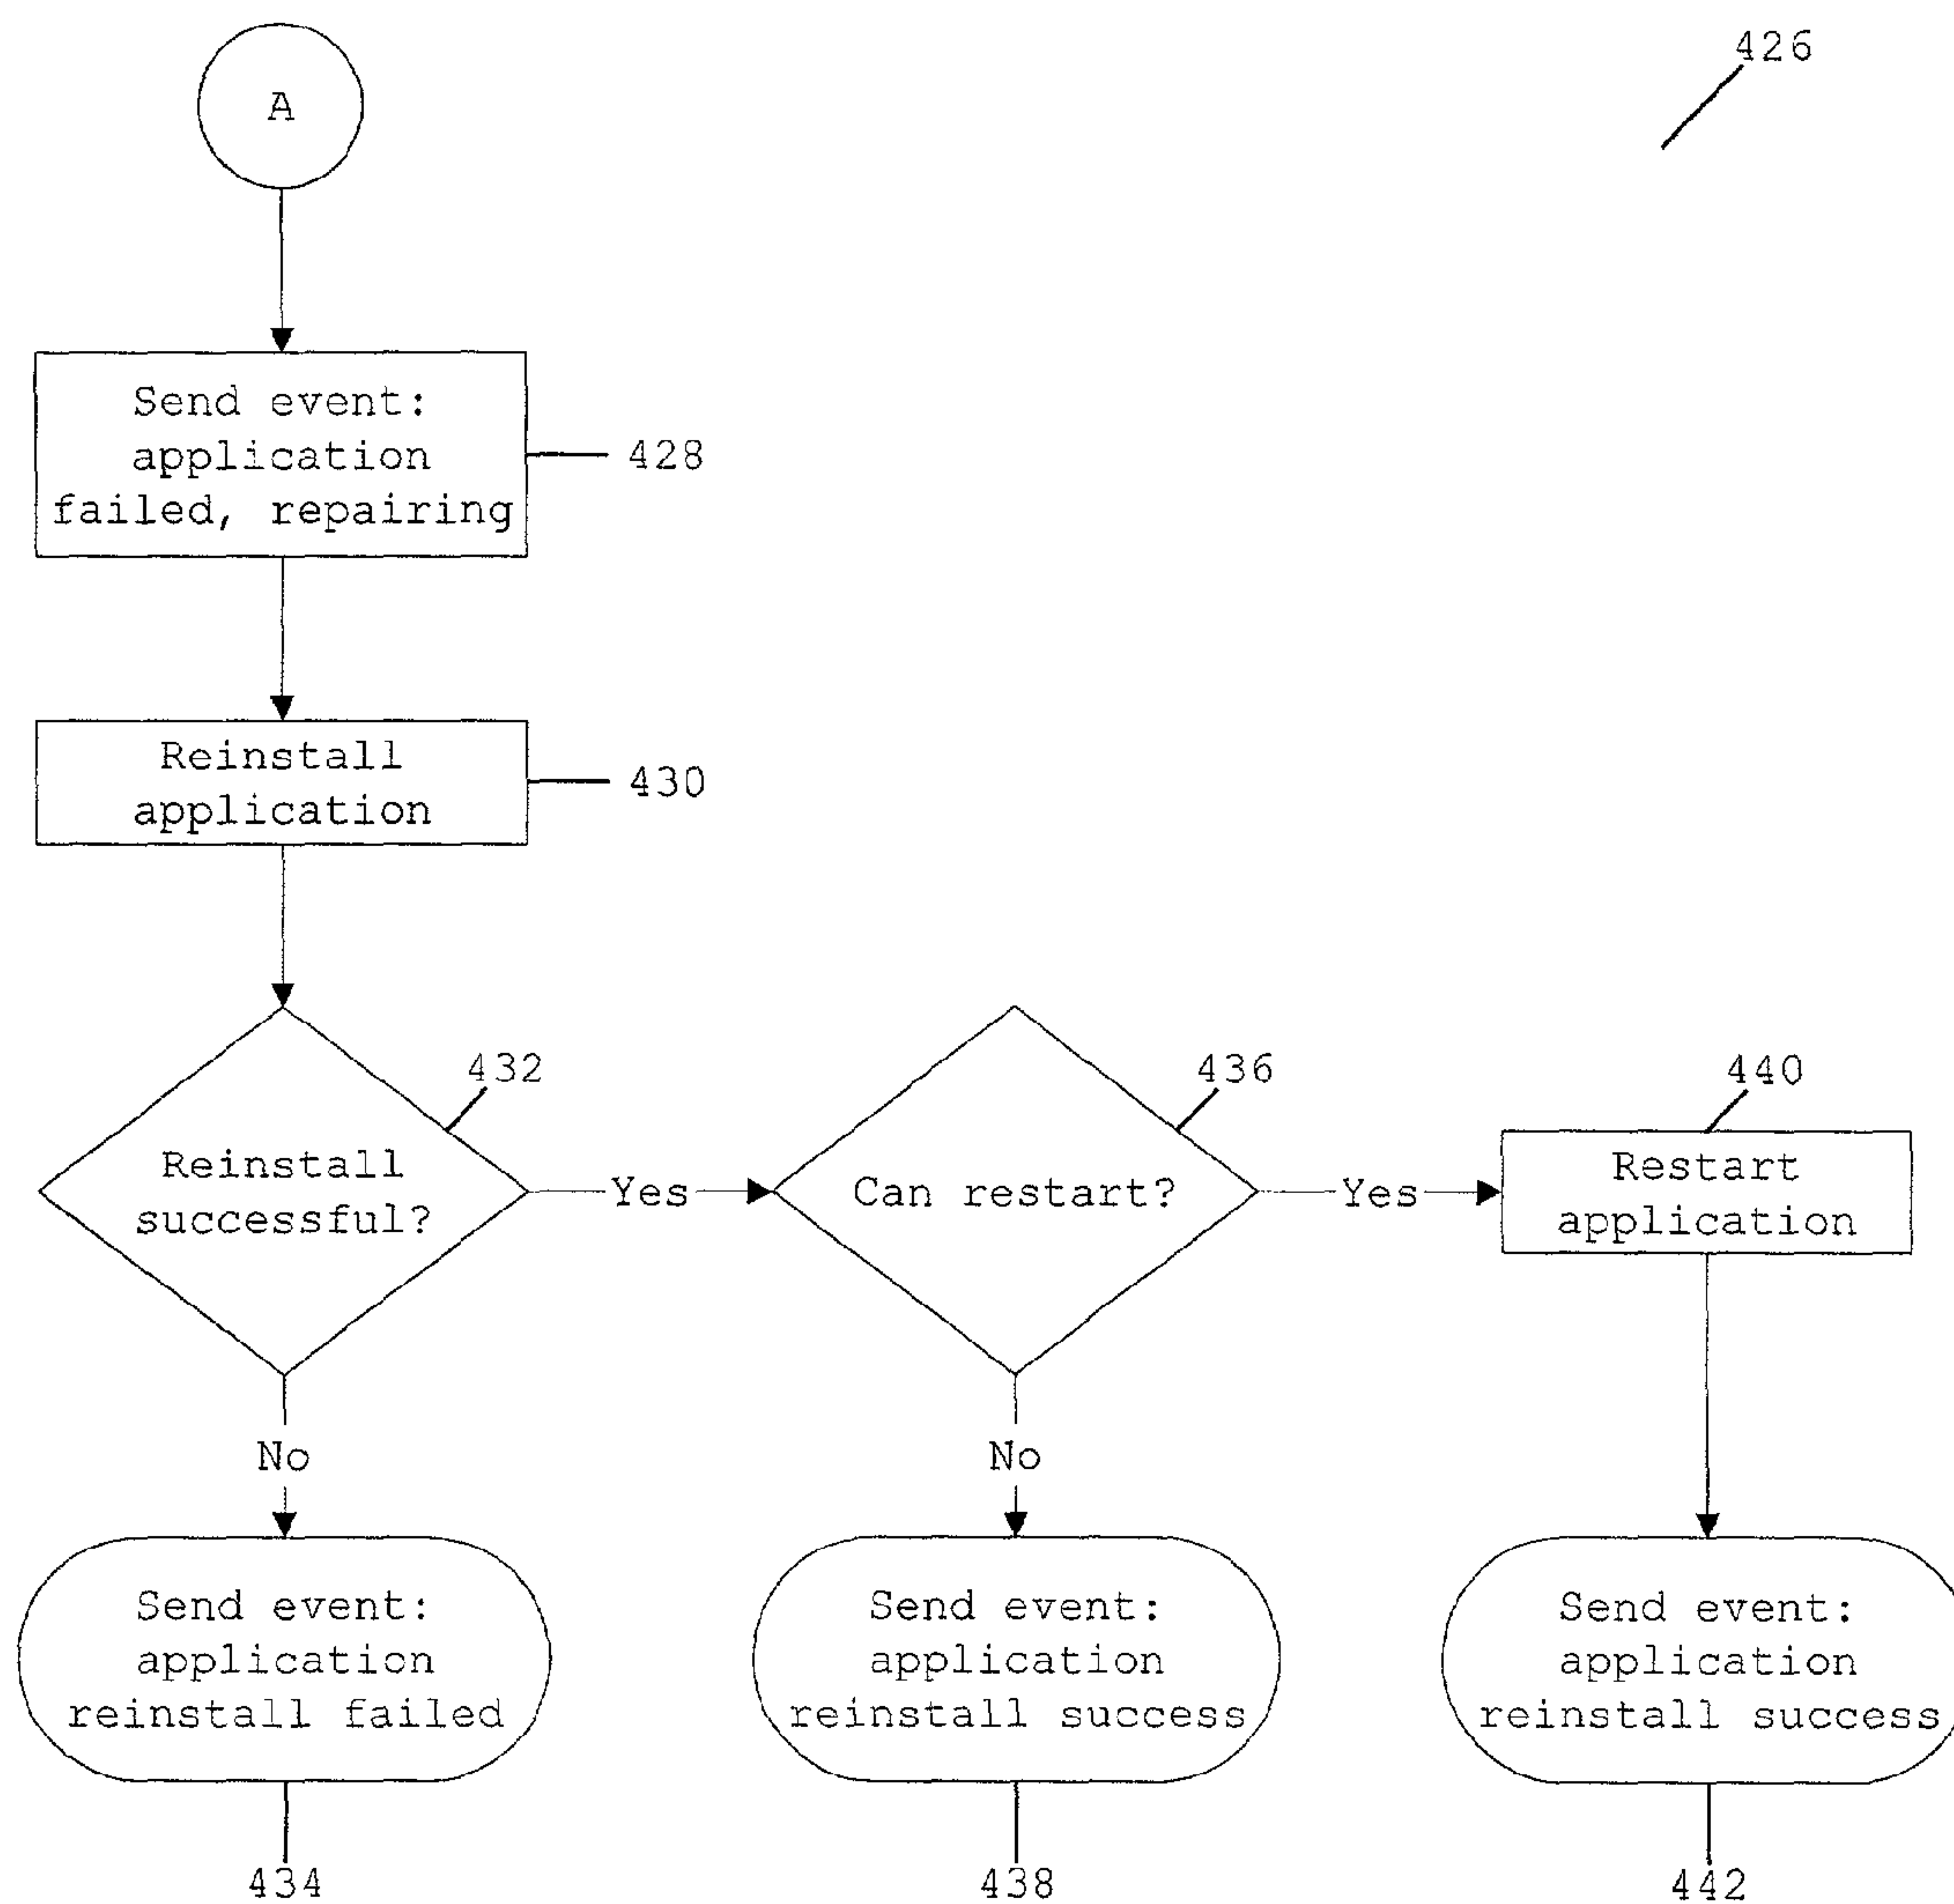 426
A
Send event:
application
failed, repairing
428
Reinstall
application
430
432
Reinstall
successful?
Yes
436
Can restart?
Yes
440
Restart
application
No
No
Send event:
application
reinstall failed
Send event:
application
reinstall success
Send event:
application
reinstall success
434
438
442